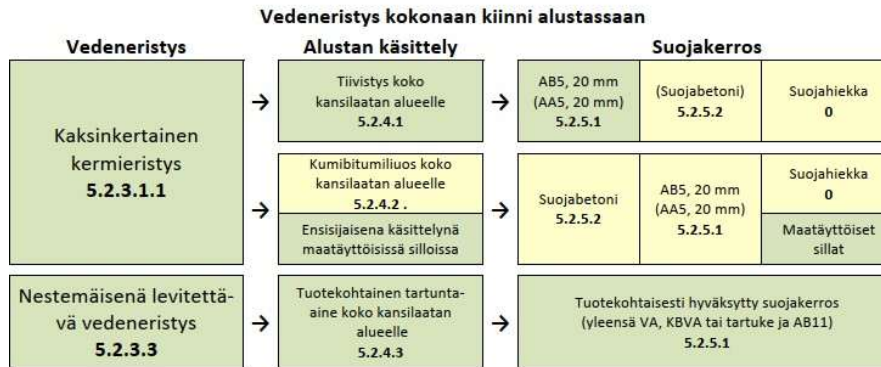 Vedeneristys kokonaan kiinni alustassaan
Vedeneristys
Alustan käsittely
Suojakerros
Kaksinkertainen
kermieristys
5.2.3.1.1
→
Tiivistys koko
kansilaatan alueelle
5.2.4.1
→
AB5, 20 mm
(AA5, 20 mm)
5.2.5.1
(Suojabetoni)
5.2.5.2
Suojahiekka
0
→
Kumibitumiliuos koko
kansilaatan alueelle
5.2.4.2 .
Ensisijaisena käsittelynä
maatäyttöisissä silloissa
→
Suojabetoni
5.2.5.2
AB5, 20 mm
(AA5, 20 mm)
5.2.5.1
Suojahiekka
0
Maatäyttöiset
sillat
Nestemäisenä levitettä-
vä vedeneristys
5.2.3.3
→
Tuotekohtainen tartunta-
aine koko kansilaatan
alueelle
5.2.4.3
→
Tuotekohtaisesti hyväksytty suojakerros
(yleensä VA, KBVA tai tartuke ja AB11)
5.2.5.1